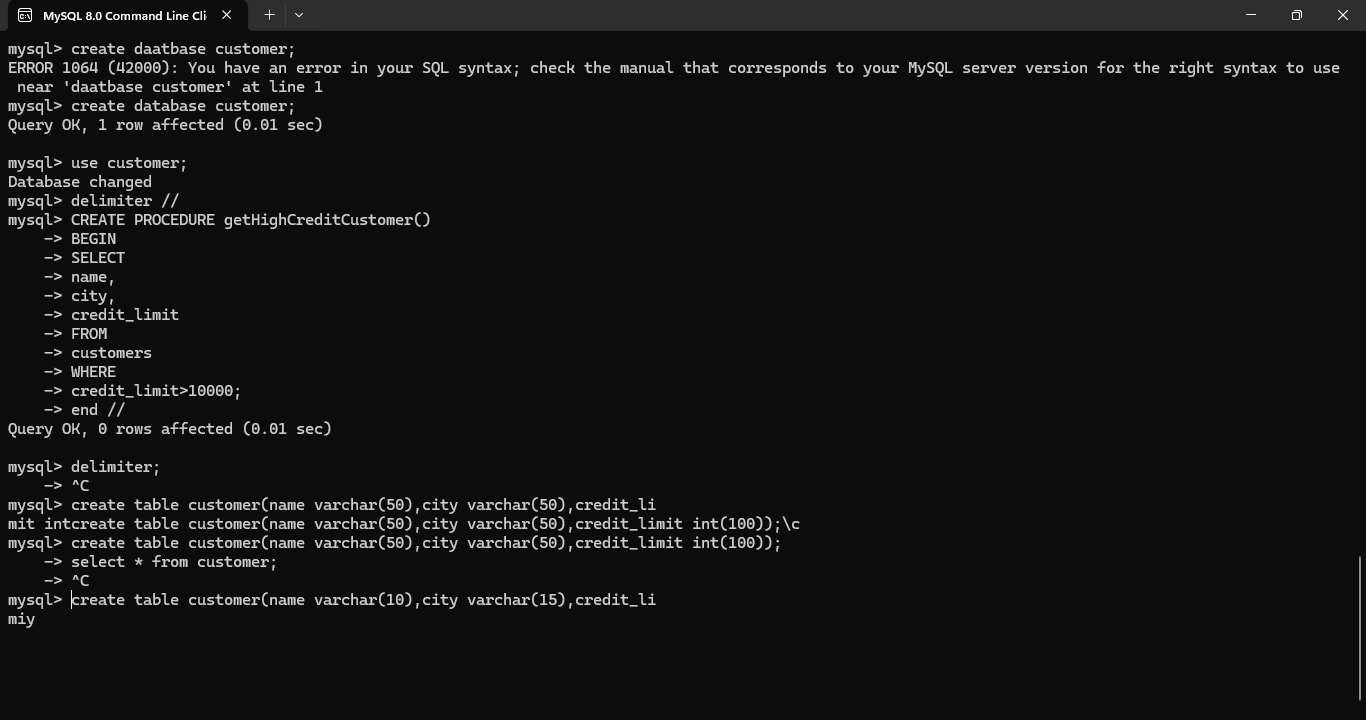 MySQL 8.0 Command Line Cli
mysql> create daatbase customer;
ERROR 1064 (42000): You have an error in your SQL syntax; check the manual that corresponds to your MySQL server version for the right syntax to use
 near 'daatbase customer' at line 1
mysql> create database customer;
Query OK, 1 row affected (0.01 sec)

mysql> use customer;
Database changed
mysql> delimiter //
mysql> CREATE PROCEDURE getHighCreditCustomer()
    -> BEGIN
    -> SELECT
    -> name,
    -> city,
    -> credit_limit
    -> FROM
    -> customers
    -> WHERE
    -> credit_limit>10000;
    -> end //
Query OK, 0 rows affected (0.01 sec)

mysql> delimiter;
    -> ^C
mysql> create table customer(name varchar(50),city varchar(50),credit_li
mit intcreate table customer(name varchar(50),city varchar(50),credit_limit int(100));\c
mysql> create table customer(name varchar(50),city varchar(50),credit_limit int(100));
    -> select * from customer;
    -> ^C
mysql> create table customer(name varchar(10),city varchar(15),credit_li
miy